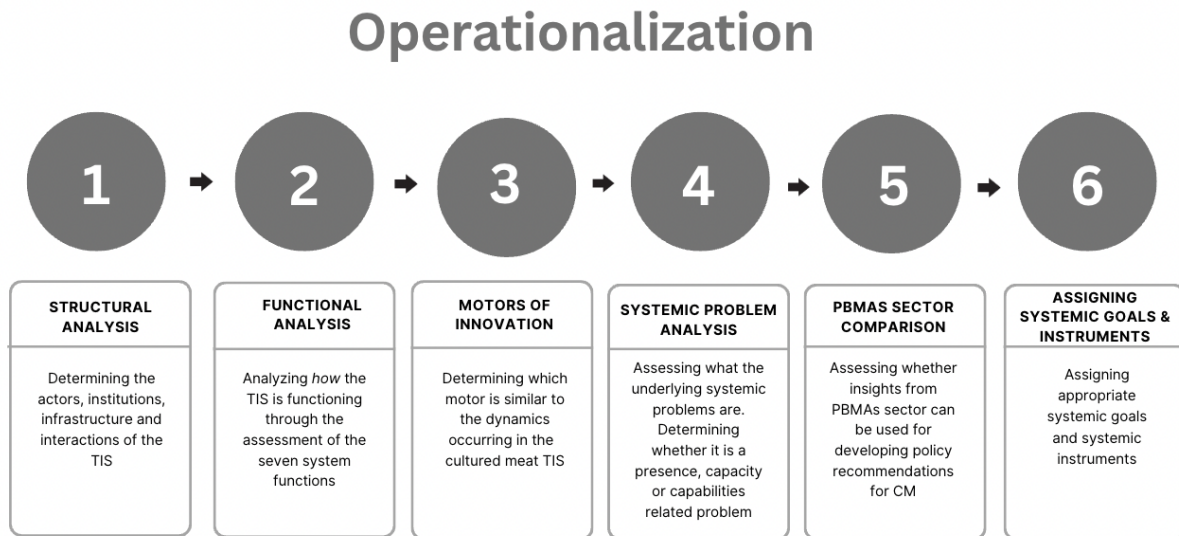 Operationalization
1
2
3
4
5
6
STRUCTURAL
ANALYSIS
Determining the
actors, institutions,
infrastructure and
interactions of the
TIS
FUNCTIONAL
ANALYSIS
Analyzing how the
TIS is functioning
through the
assessment of the
seven system
functions
MOTORS OF
INNOVATION
Determining which
motor is similar to
the dynamics
occurring in the
cultured meat TIS
SYSTEMIC PROBLEM
ANALYSIS
Assessing what the
underlying systemic
problems are.
Determining
whether it is a
presence, capacity
or capabilities
related problem
PBMAS SECTOR
COMPARISON
Assessing whether
insights from
PBMAs sector can
be used for
developing policy
recommendations
for CM
ASSIGNING
SYSTEMIC GOALS &
INSTRUMENTS
Assigning
appropriate
systemic goals
and systemic
instruments